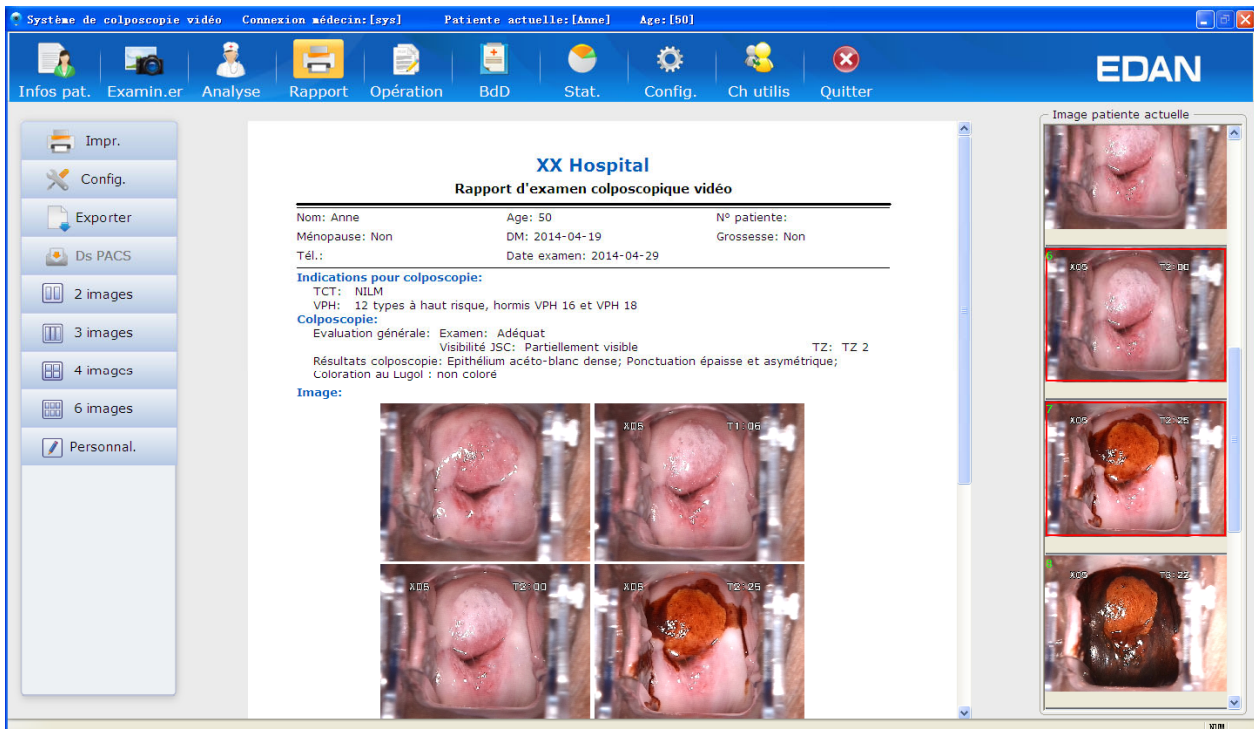 Système de colposcopie vidéo Connexion médecin:[sys] Patiente actuelle:[Anne] Age:[50]
Infos pat. Examin.er Analyse Rapport Opération BdD Stat. Config. Ch utilis Quitter
EDAN
Impr.
Config.
Exporter
Ds PACS
2 images
3 images
4 images
6 images
Personnal.
XX Hospital
Rapport d'examen colposcopique vidéo
Nom: Anne Age: 50 Nº patiente:
Ménopause: Non DM: 2014-04-19 Grossesse: Non
Tél.: Date examen: 2014-04-29
Indications pour colposcopie:
TCT: NILM
VPH: 12 types à haut risque, hormis VPH 16 et VPH 18
Colposcopie:
Evaluation générale: Examen: Adéquat
Visibilité JSC: Partiellement visible TZ: TZ 2
Résultats colposcopie: Epithélium acéto-blanc dense; Ponctuation épaisse et asymétrique;
Coloration au Lugol : non coloré
Image:
X05 T1:06
X05 T2:00
X05 T2:25
Image patiente actuelle
6
X05 T2:00
7
X05 T2:25
8
X05 T3:22
NUM